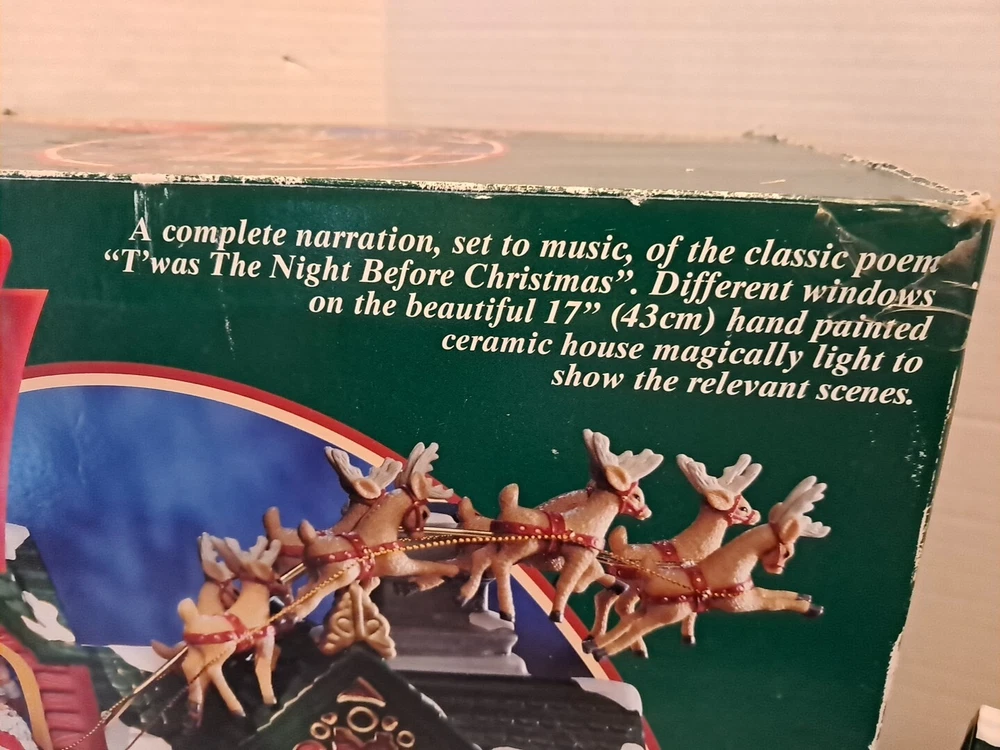 A complete narration, set to music, of the classic poem
“T’was The Night Before Christmas”. Different windows
on the beautiful 17” (43cm) hand painted
ceramic house magically light to
show the relevant scenes.